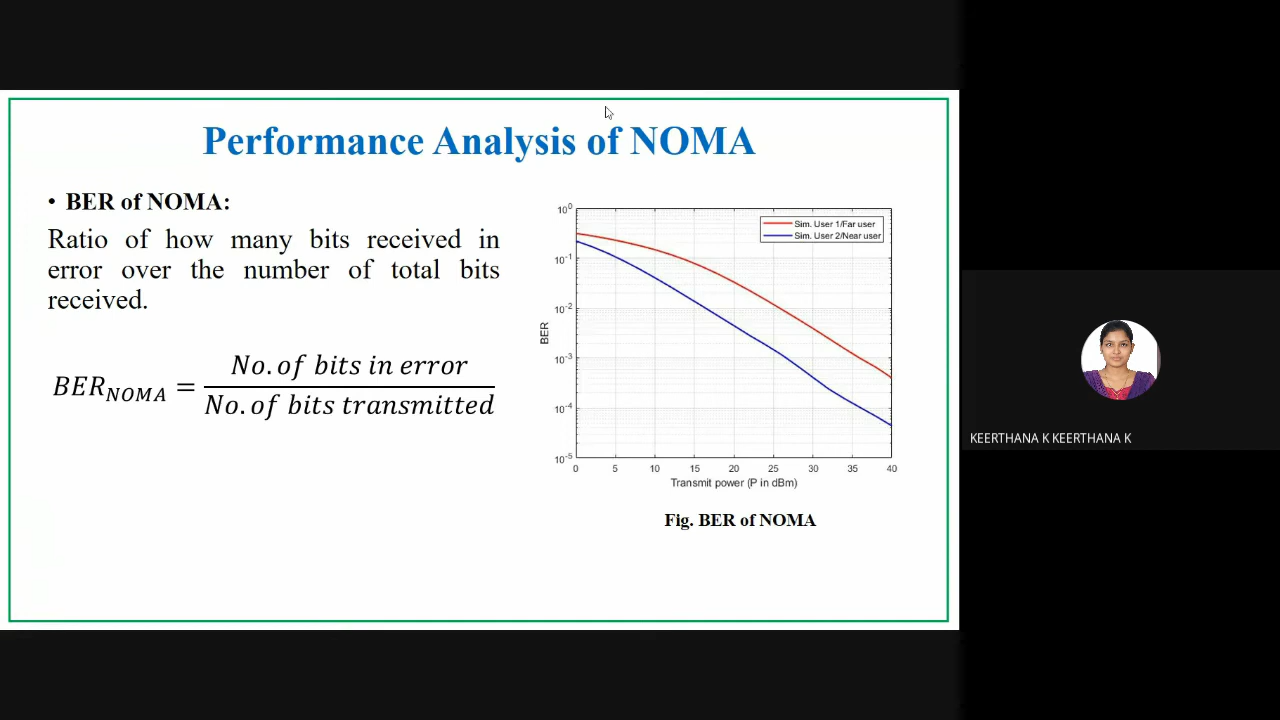 Performance Analysis of NOMA
• BER of NOMA:
Ratio of how many bits received in
error over the number of total bits
received.
BER_NOMA = No. of bits in error / No. of bits transmitted
10^0
10^-1
10^-2
10^-3
10^-4
10^-5
BER
Sim. User 1/Far user
Sim. User 2/Near user
0 5 10 15 20 25 30 35 40
Transmit power (P in dBm)
Fig. BER of NOMA
KEERTHANA K KEERTHANA K